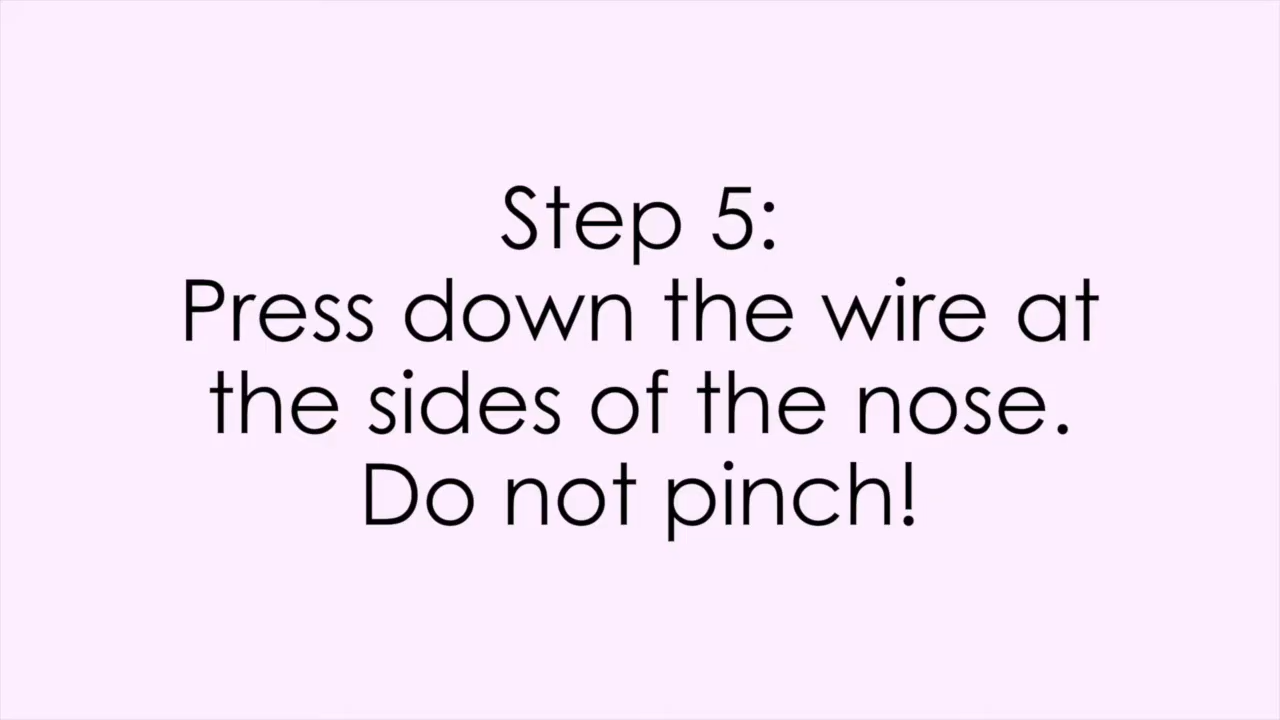 Step 5:
Press down the wire at
the sides of the nose.
Do not pinch!